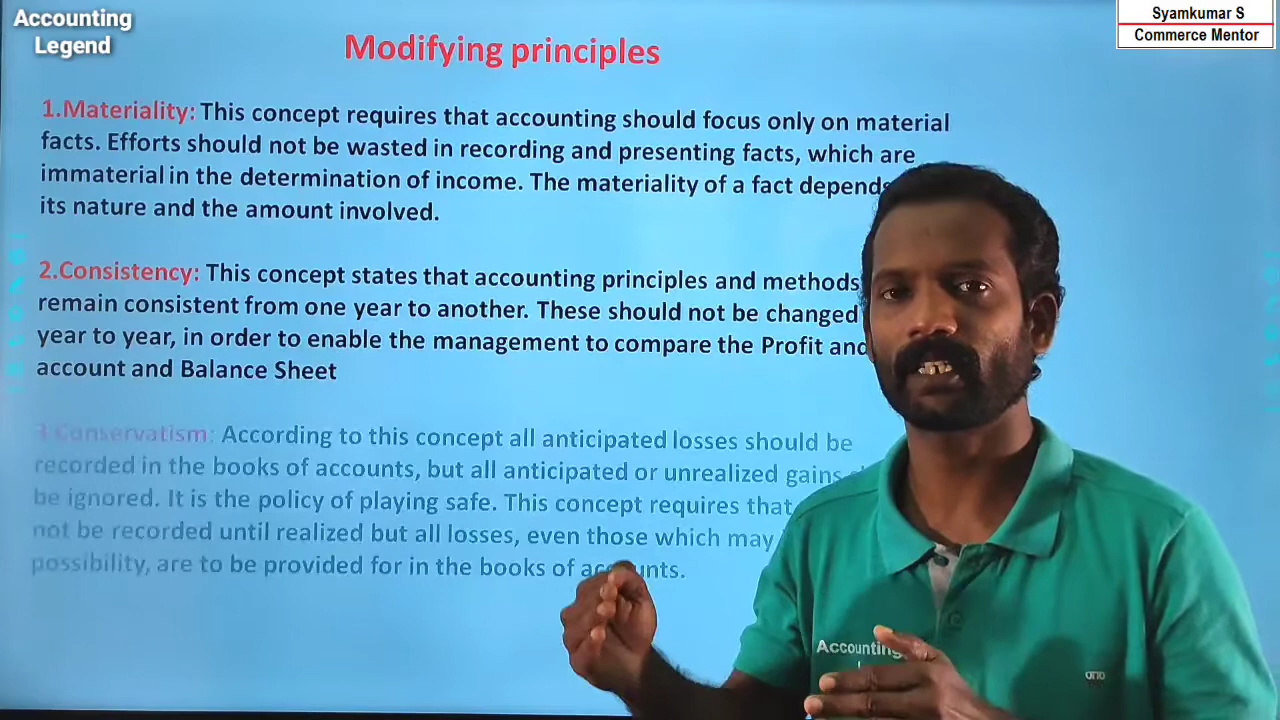 Accounting
Legend
Syamkumar S
Commerce Mentor
Modifying principles
1.Materiality: This concept requires that accounting should focus only on material
facts. Efforts should not be wasted in recording and presenting facts, which are
immaterial in the determination of income. The materiality of a fact depends
its nature and the amount involved.
2.Consistency: This concept states that accounting principles and methods
remain consistent from one year to another. These should not be changed
year to year, in order to enable the management to compare the Profit and
account and Balance Sheet
3.Conservatism: According to this concept all anticipated losses should be
recorded in the books of accounts, but all anticipated or unrealized gains
be ignored. It is the policy of playing safe. This concept requires that
not be recorded until realized but all losses, even those which may
possibility, are to be provided for in the books of accounts.
Accounting